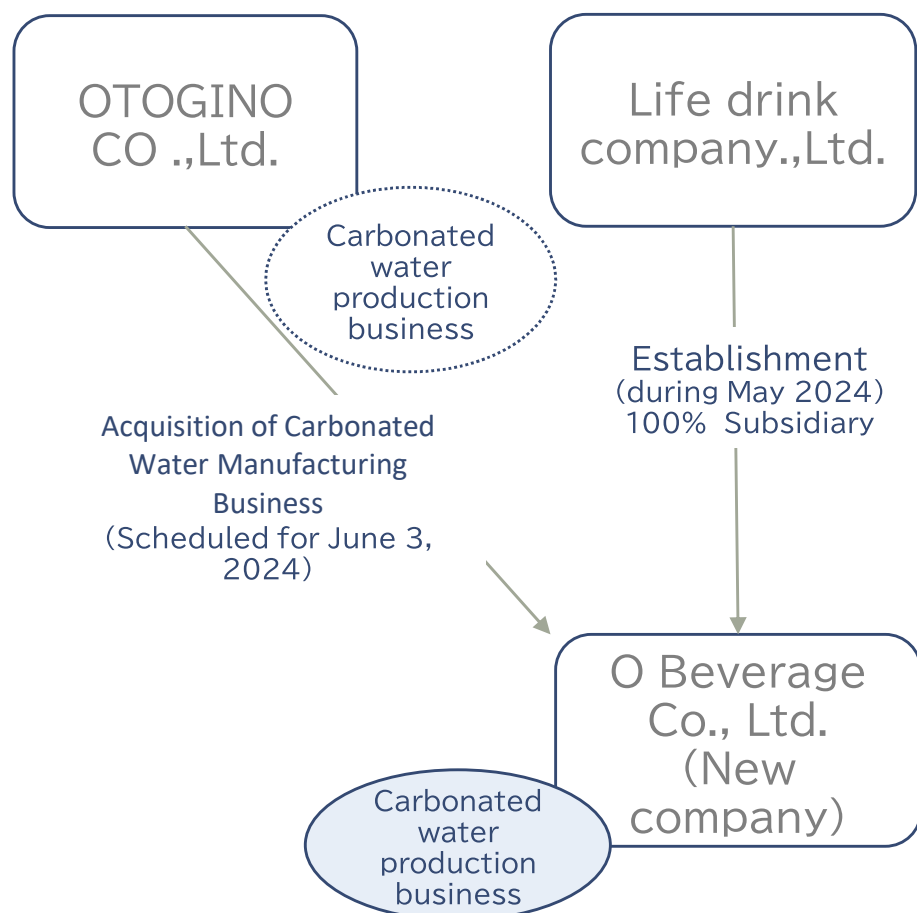 OTOGINO
CO .,Ltd.
Life drink
company.,Ltd.
Carbonated
water
production
business
Establishment
(during May 2024)
100% Subsidiary
Acquisition of Carbonated
Water Manufacturing
Business
(Scheduled for June 3,
2024)
O Beverage
Co., Ltd.
(New
company)
Carbonated
water
production
business